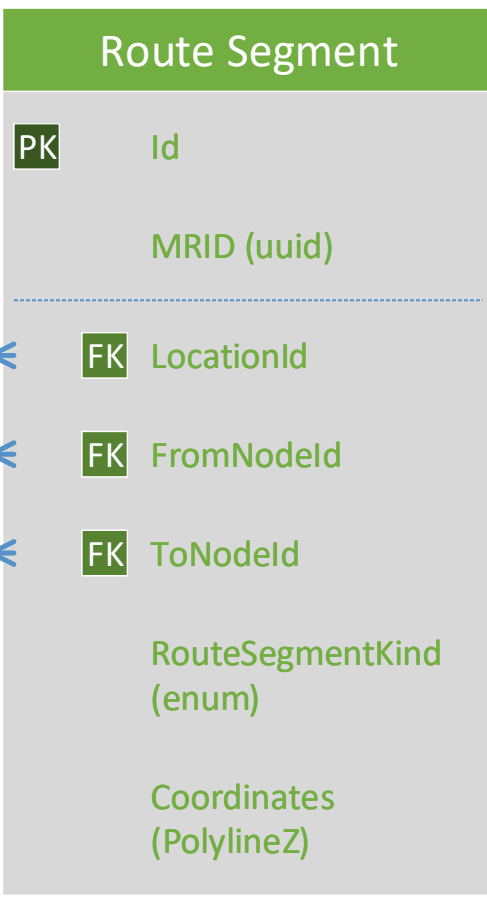 Route Segment
PK Id
MRID (uuid)
FK LocationId
FK FromNodeId
FK ToNodeId
RouteSegmentKind
(enum)
Coordinates
(PolylineZ)